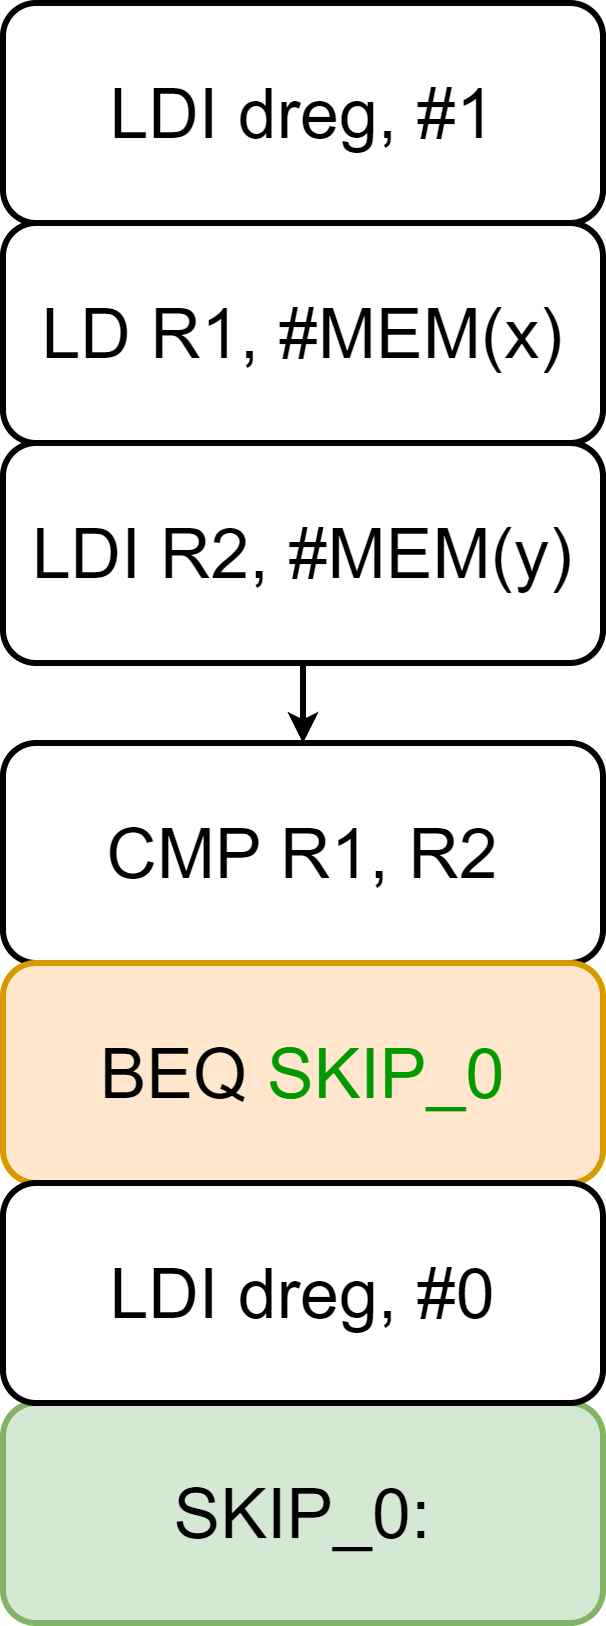 LDI dreg, #1
LD R1, #MEM(x)
LDI R2, #MEM(y)
CMP R1, R2
BEQ SKIP_0
LDI dreg, #0
SKIP_0: